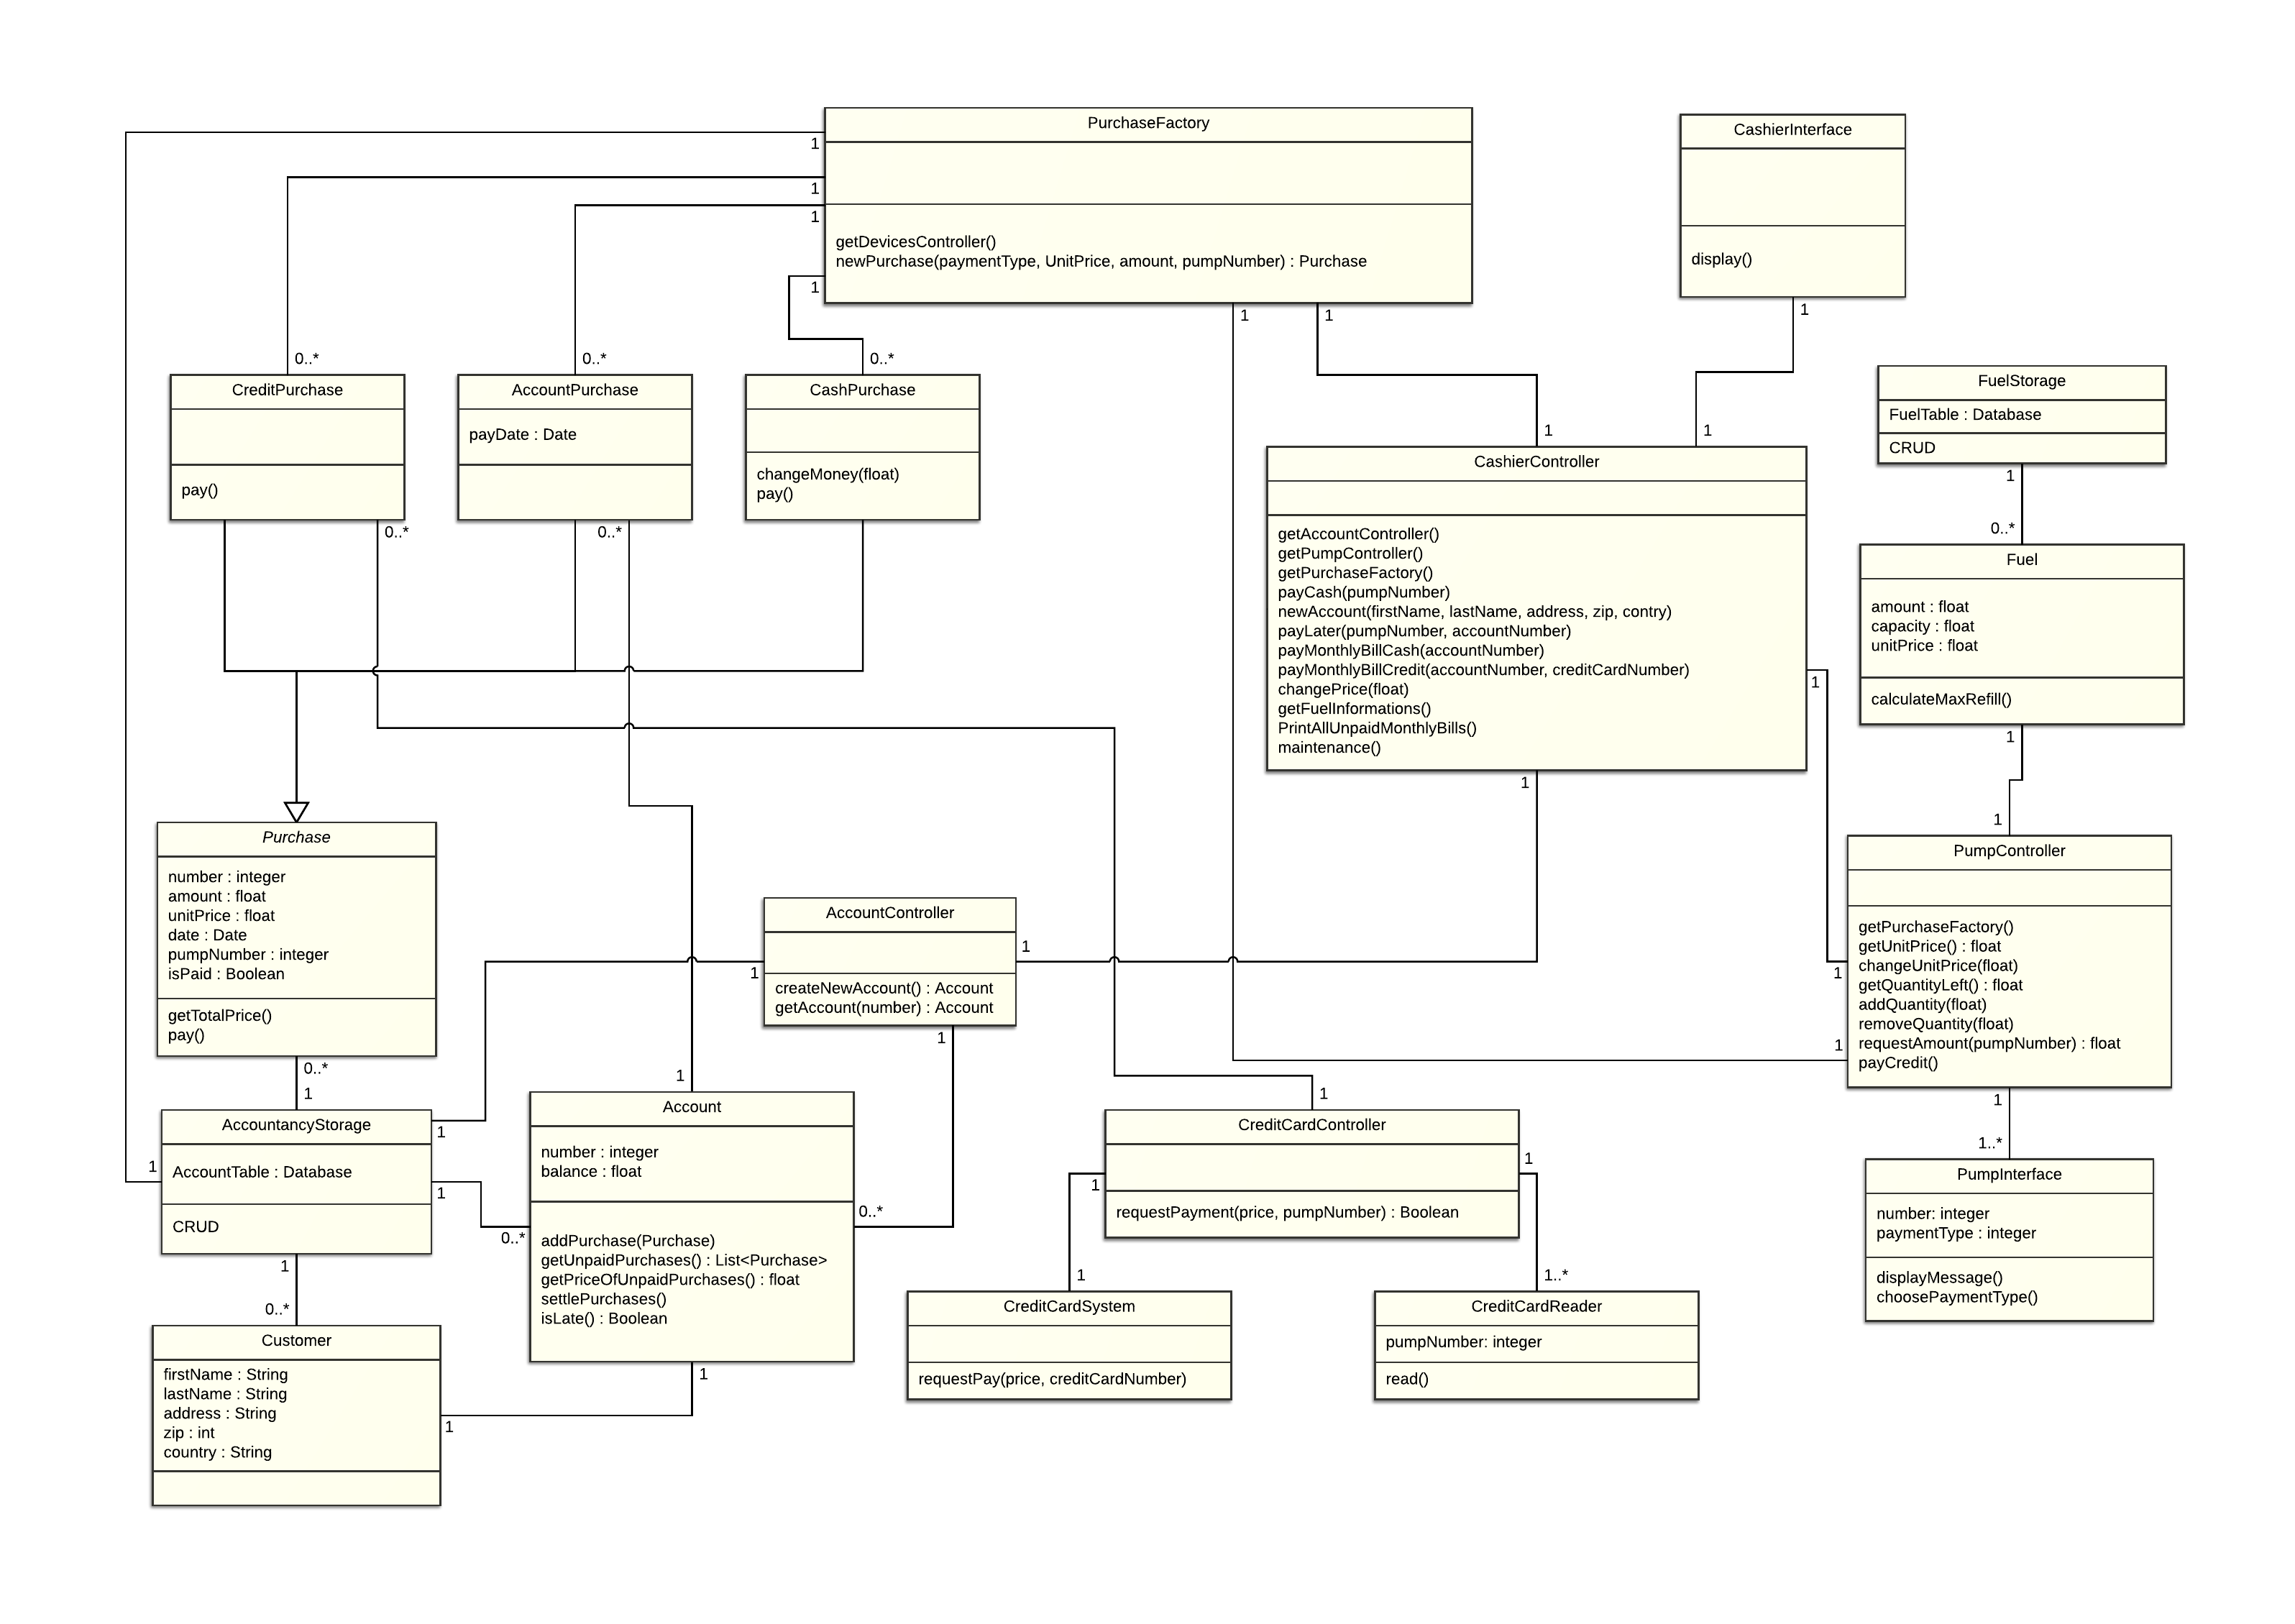 PurchaseFactory
1
1
1
getDevicesController()
newPurchase(paymentType, UnitPrice, amount, pumpNumber) : Purchase
1
1
1
CashierInterface
display()
1
0..*
CreditPurchase
pay()
0..*
0..*
AccountPurchase
payDate : Date
0..*
0..*
CashPurchase
changeMoney(float)
pay()
1
1
CashierController
getAccountController()
getPumpController()
getPurchaseFactory()
payCash(pumpNumber)
newAccount(firstName, lastName, address, zip, contry)
payLater(pumpNumber, accountNumber)
payMonthlyBillCash(accountNumber)
payMonthlyBillCredit(accountNumber, creditCardNumber)
changePrice(float)
getFuelInformations()
PrintAllUnpaidMonthlyBills()
maintenance()
1
1
FuelStorage
FuelTable : Database
CRUD
1
0..*
Fuel
amount : float
capacity : float
unitPrice : float
calculateMaxRefill()
1
1
Purchase
number : integer
amount : float
unitPrice : float
date : Date
pumpNumber : integer
isPaid : Boolean
getTotalPrice()
pay()
0..*
1
AccountController
createNewAccount() : Account
getAccount(number) : Account
1
1
1
PumpController
getPurchaseFactory()
getUnitPrice() : float
changeUnitPrice(float)
getQuantityLeft() : float
addQuantity(float)
removeQuantity(float)
requestAmount(pumpNumber) : float
payCredit()
1
1
1
1..*
AccountancyStorage
AccountTable : Database
CRUD
1
1
1
1
0..*
1
Account
number : integer
balance : float
addPurchase(Purchase)
getUnpaidPurchases() : List<Purchase>
getPriceOfUnpaidPurchases() : float
settlePurchases()
isLate() : Boolean
0..*
0..*
1
1
CreditCardController
requestPayment(price, pumpNumber) : Boolean
1
1
1
1..*
PumpInterface
number: integer
paymentType : integer
displayMessage()
choosePaymentType()
Customer
firstName : String
lastName : String
address : String
zip : int
country : String
1
CreditCardSystem
requestPay(price, creditCardNumber)
CreditCardReader
pumpNumber: integer
read()